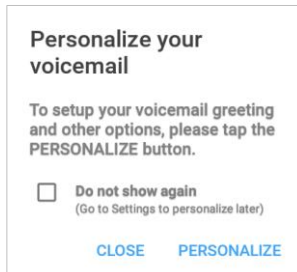 Personalize your
voicemail
To setup your voicemail greeting
and other options, please tap the
PERSONALIZE button.
Do not show again
(Go to Settings to personalize later)
CLOSE PERSONALIZE